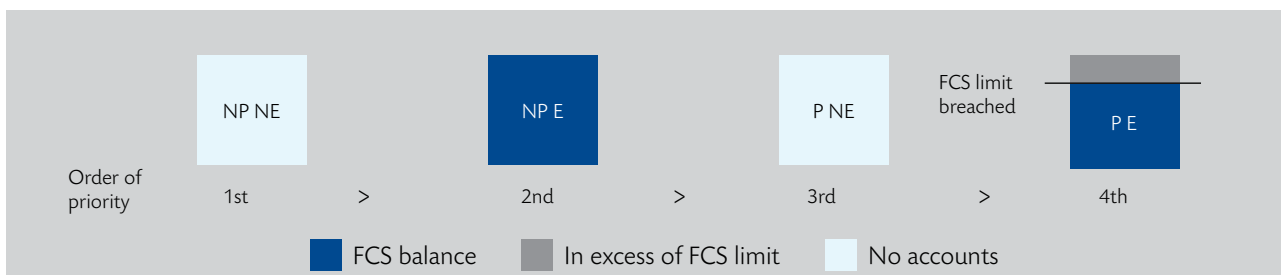 NP NE
NP E
P NE
FCS limit
breached
P E
Order of
priority
1st > 2nd > 3rd > 4th
FCS balance In excess of FCS limit No accounts